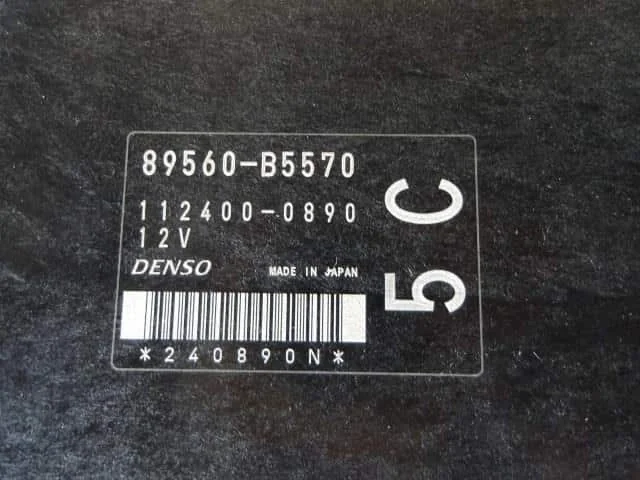 89560-B5570
112400-0890
12V
DENSO MADE IN JAPAN
*240890N*
5C